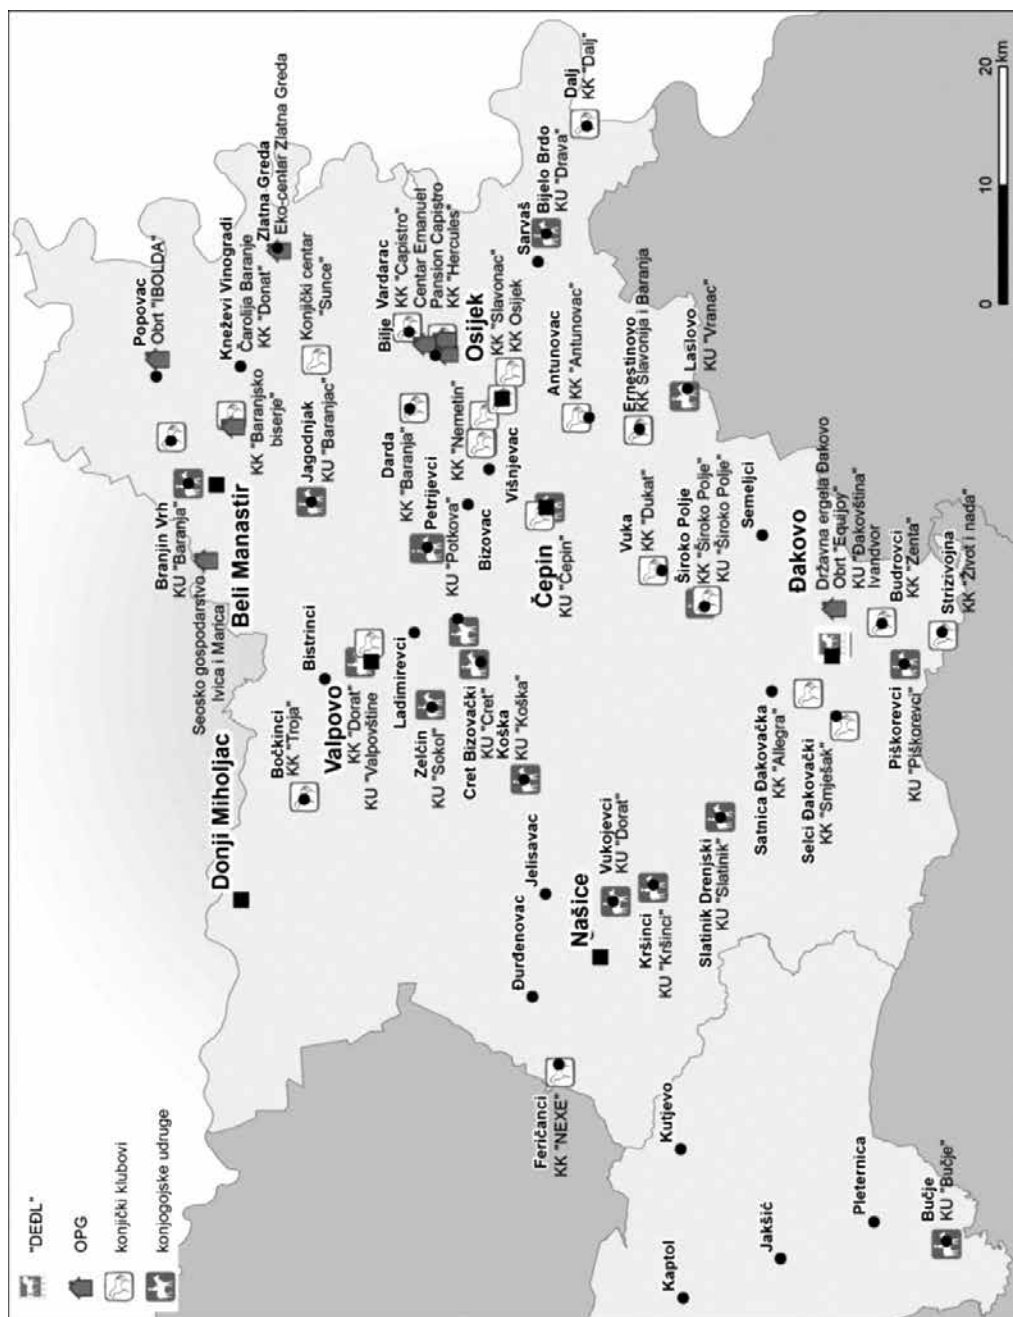 "DEĐL"
OPG
konjički klubovi
konjogojske udruge
Popovac
Obrt "IBOLDA"
Branjin Vrh
KU "Baranja"
Seosko gospodarstvo
Ivica i Marica
Beli Manastir
Kneževi Vinogradi
Čarolija Baranje
KK "Donat"
Zlatna Greda
Eko-centar Zlatna Greda
KK "Baranjsko
biserje"
Donji Miholjac
Bočkinci
KK "Troja"
Bistrinci
Jagodnjak
KU "Baranjac"
Konjički centar
"Sunce"
Valpovo
KK "Dorat"
KU "Valpovštine
Ladimirevci
Darda
KK "Baranja"
Bilje
Vardarac
KK "Capistro"
Centar Emanuel
Pansion Capistro
KK "Hercules"
Zelčin
KU "Sokol"
Petrijevci
KU "Potkova"
Cret Bizovački
KU "Cret"
Bizovac
KK "Nemetin"
Osijek
KK "Slavonac"
KK Osijek
Višnjevac
Koška
KU "Koška"
Čepin
KU "Čepin"
Sarvaš
Bijelo Brdo
KU "Drava"
Dalj
KK "Dalj"
Đurđenovac
Jelisavac
Antunovac
KK "Antunovac"
Feričanci
KK "NEXE"
Našice
Vukojevci
KU "Dorat"
Kršinci
KU "Kršinci"
Vuka
KK "Dukat"
Ernestinovo
KK Slavonija i Baranja
Laslovo
KU "Vranac"
Široko Polje
KK "Široko Polje"
KU "Široko Polje"
Slatinik Drenjski
KU "Slatinik"
Semeljci
Kutjevo
Kaptol
Jakšić
Satnica Đakovačka
KK "Allegra"
Selci Đakovački
KK "Smješak"
Đakovo
Državna ergela Đakovo
Obrt "Equijoy"
KU "Đakovština"
Ivandvor
Budrovci
KK "Zenta"
Piškorevci
KU "Piškorevci"
Strizivojna
KK "Život i nada"
Pleternica
Bučje
KU "Bučje"
0
10
20
km